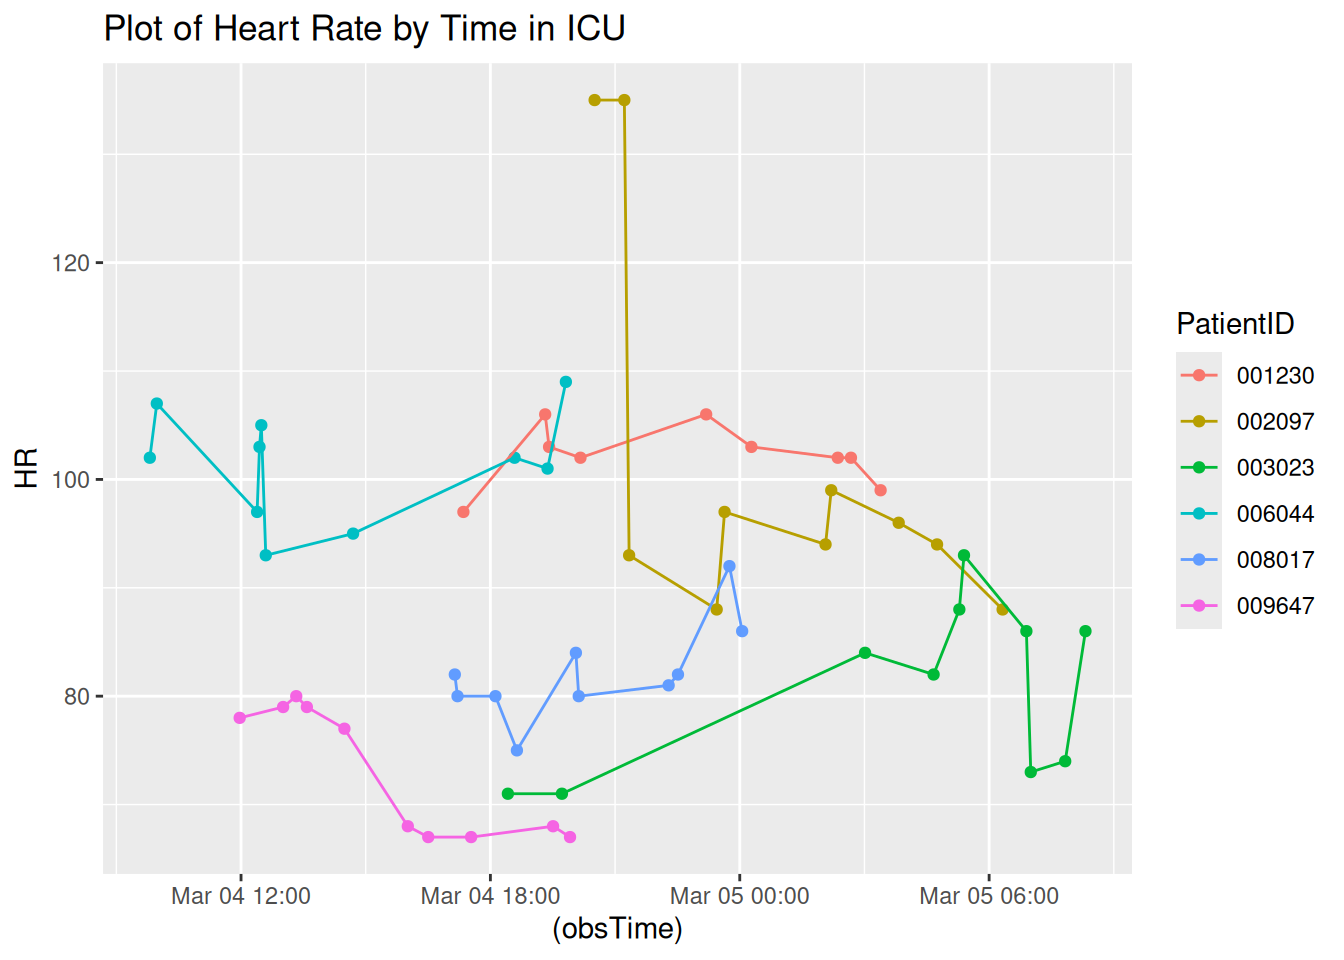 Plot of Heart Rate by Time in ICU
HR
120
100
80
Mar 04 12:00 Mar 04 18:00 Mar 05 00:00 Mar 05 06:00
(obsTime)
PatientID
001230
002097
003023
006044
008017
009647